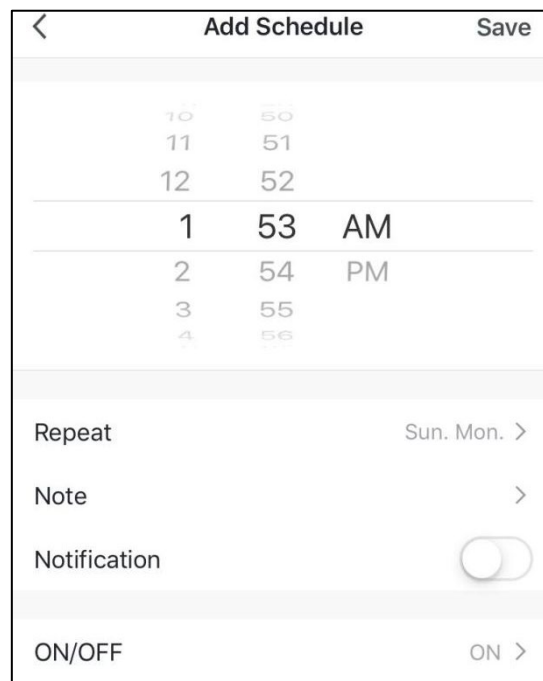 Add Schedule Save
10 50
11 51
12 52
1 53 AM
2 54 PM
3 55
4 56
Repeat Sun. Mon.
Note
Notification
ON/OFF ON